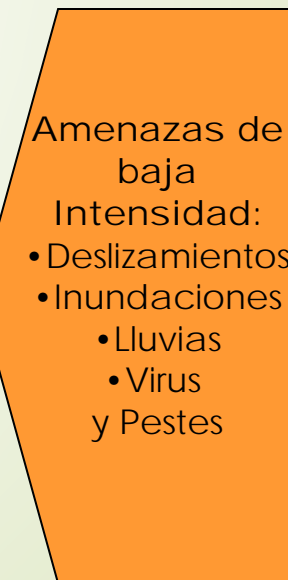 Amenazas de
baja
Intensidad:
•Deslizamientos
•Inundaciones
•Lluvias
•Virus
y Pestes